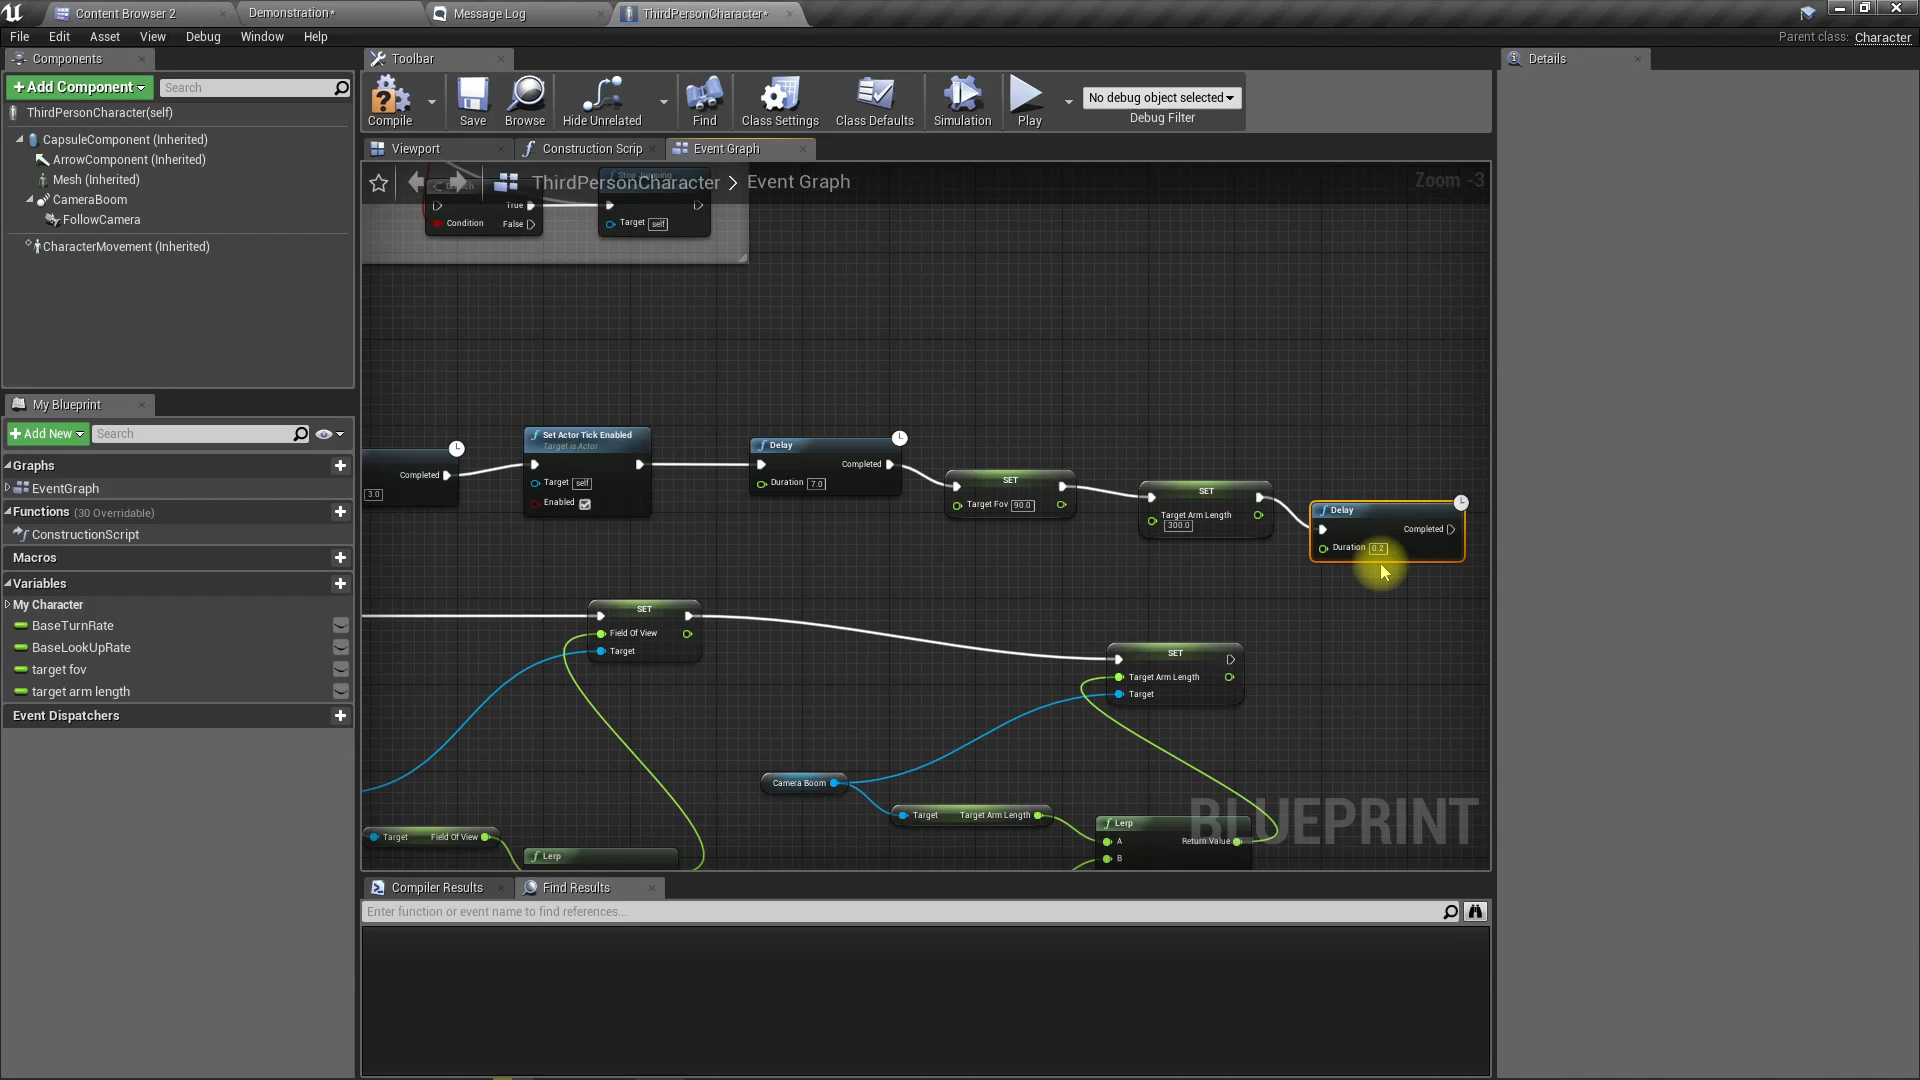 Content Browser 2
Demonstration*
Message Log
ThirdPersonCharacter*
File Edit Asset View Debug Window Help
Parent class: Character
Components
Toolbar
Details
+Add Component
Search
ThirdPersonCharacter(self)
CapsuleComponent (Inherited)
ArrowComponent (Inherited)
Mesh (Inherited)
CameraBoom
FollowCamera
CharacterMovement (Inherited)
Compile
Save
Browse
Hide Unrelated
Find
Class Settings
Class Defaults
Simulation
Play
No debug object selected
Debug Filter
Viewport
Construction Scrip
Event Graph
ThirdPersonCharacter > Event Graph
Zoom -3
Branch
True
Condition
False
Stop Jumping
Target self
My Blueprint
+Add New
Search
Graphs
EventGraph
Functions (30 Overridable)
ConstructionScript
Macros
Variables
My Character
BaseTurnRate
BaseLookUpRate
target fov
target arm length
Event Dispatchers
Completed
3.0
Set Actor Tick Enabled
Target is Actor
Target self
Enabled
Delay
Completed
Duration 7.0
SET
Target Fov 90.0
SET
Target Arm Length
300.0
Delay
Completed
Duration 0.2
SET
Field Of View
Target
SET
Target Arm Length
Target
Camera Boom
Target Target Arm Length
Target Field Of View
Lerp
Lerp
A
Return Value
B
BLUEPRINT
Compiler Results
Find Results
Enter function or event name to find references...